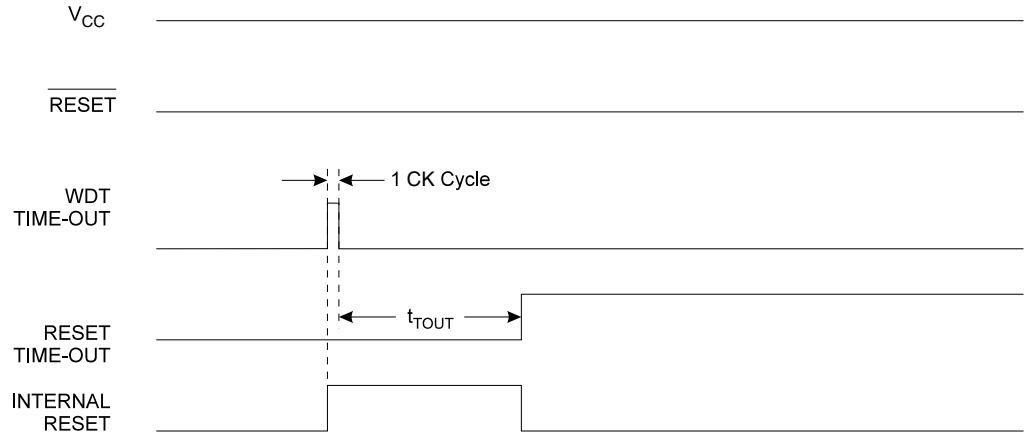 VCC
RESET
1 CK Cycle
WDT
TIME-OUT
tTOUT
RESET
TIME-OUT
INTERNAL
RESET